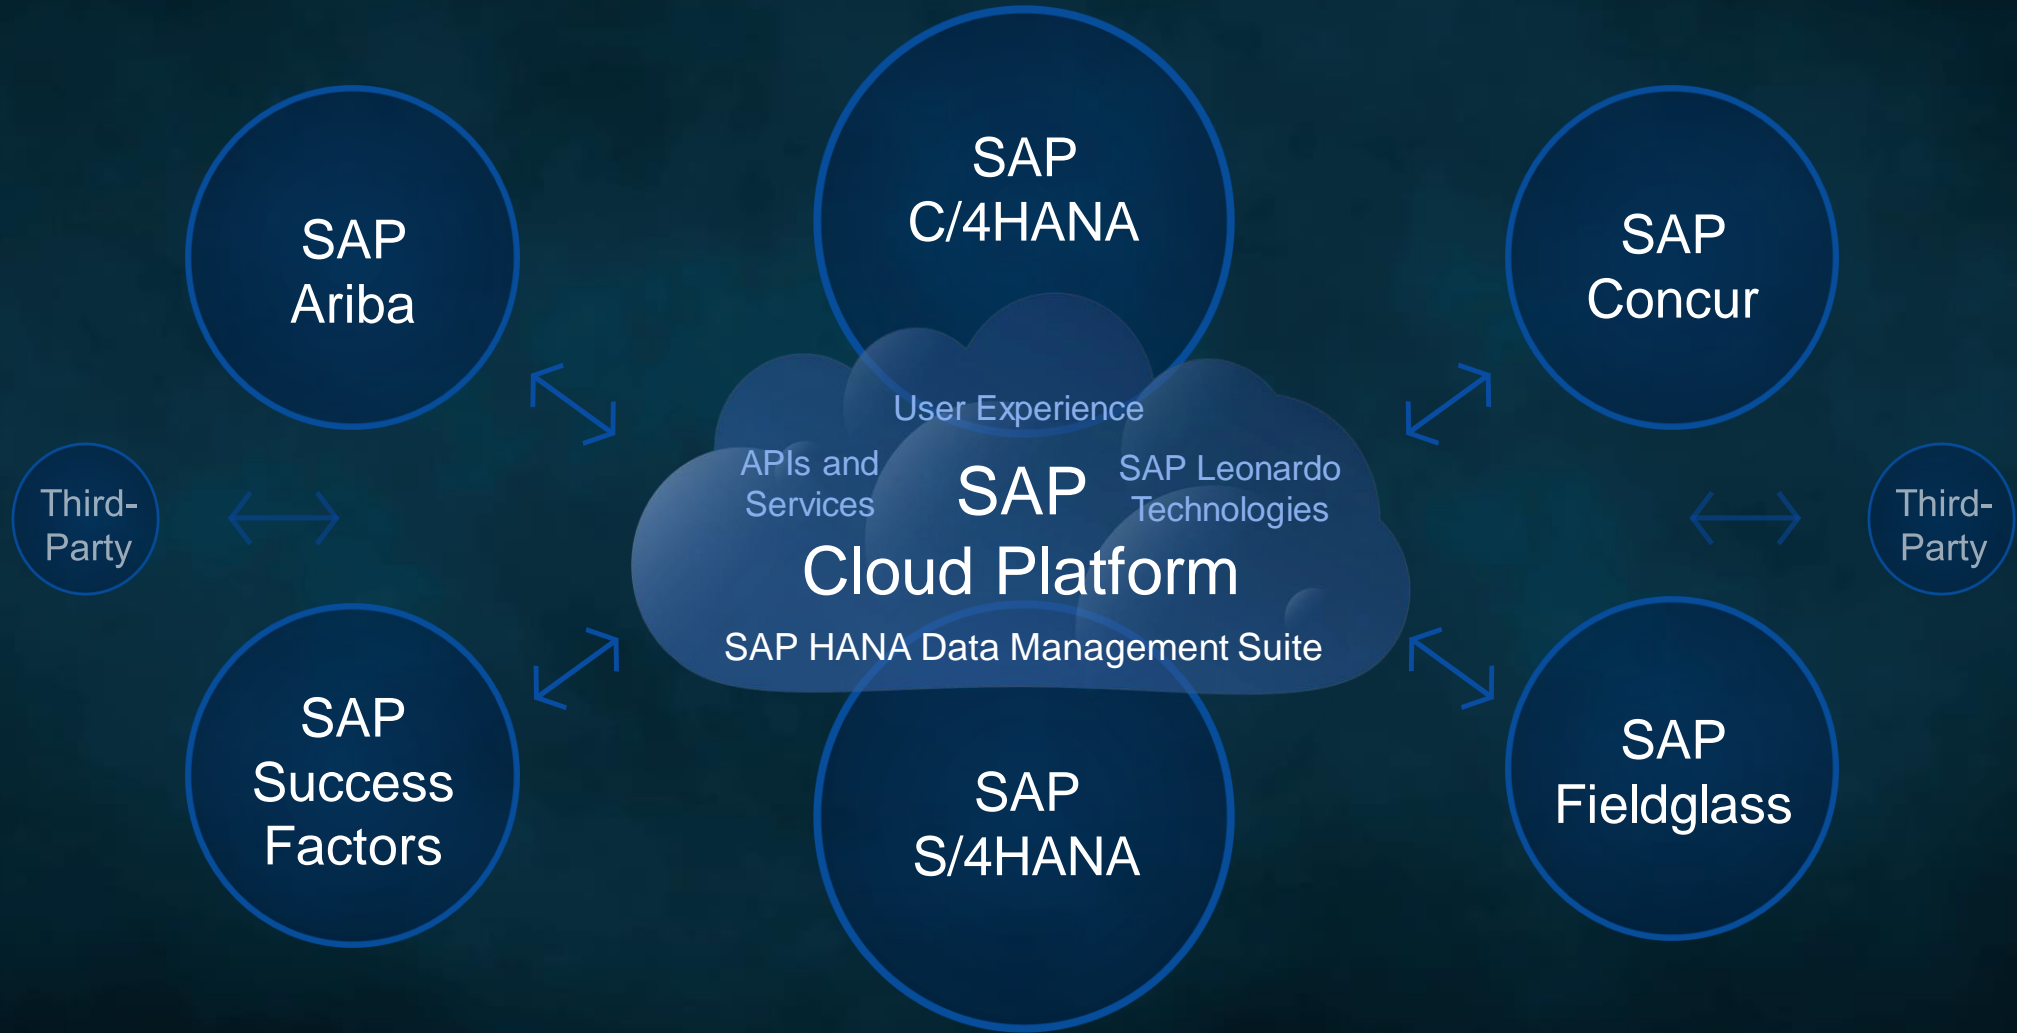 SAP
C/4HANA
SAP
Ariba
SAP
Concur
User Experience
APIs and
Services
SAP Leonardo
Technologies
SAP
Cloud Platform
SAP HANA Data Management Suite
Third-
Party
Third-
Party
SAP
Success
Factors
SAP
S/4HANA
SAP
Fieldglass